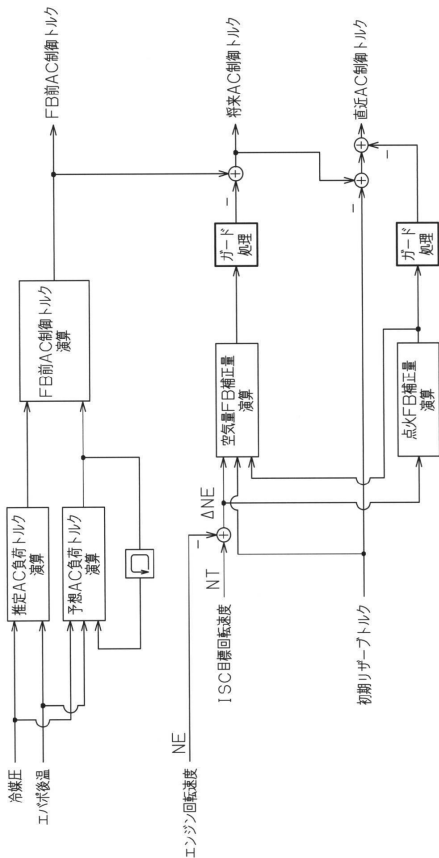 冷媒圧
エバポ後温
推定AC負荷トルク
演算
予想AC負荷トルク
演算
FB前AC制御トルク
演算
FB前AC制御トルク
エンジン回転速度
NE
ISC目標回転速度
NT
−
+
ΔNE
空気量FB補正量
演算
ガード
処理
−
+
将来AC制御トルク
初期リザーブトルク
−
+
+
−
直近AC制御トルク
点火FB補正量
演算
ガード
処理